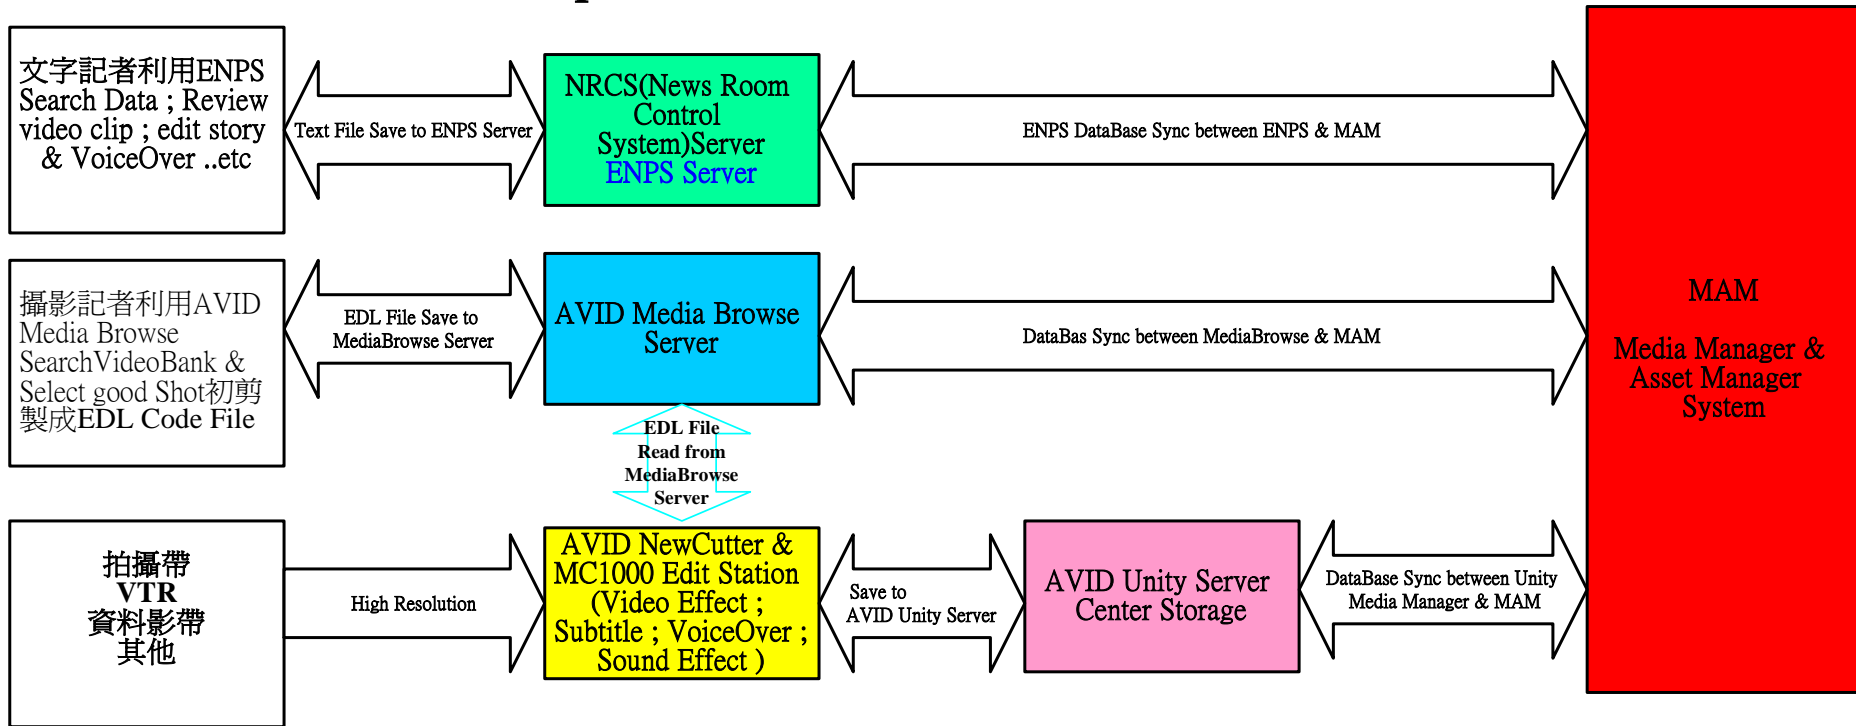 文字記者利用ENPS
Search Data ; Review
video clip ; edit story
& VoiceOver ..etc
Text File Save to ENPS Server
NRCS(News Room
Control
System)Server
ENPS Server
ENPS DataBase Sync between ENPS & MAM
攝影記者利用AVID
Media Browse
SearchVideoBank &
Select good Shot初剪
製成EDL Code File
EDL File Save to
MediaBrowse Server
AVID Media Browse
Server
DataBas Sync between MediaBrowse & MAM
MAM
Media Manager &
Asset Manager
System
EDL File
Read from
MediaBrowse
Server
拍攝帶
VTR
資料影帶
其他
High Resolution
AVID NewCutter &
MC1000 Edit Station
(Video Effect ;
Subtitle ; VoiceOver ;
Sound Effect )
Save to
AVID Unity Server
AVID Unity Server
Center Storage
DataBase Sync between Unity
Media Manager & MAM